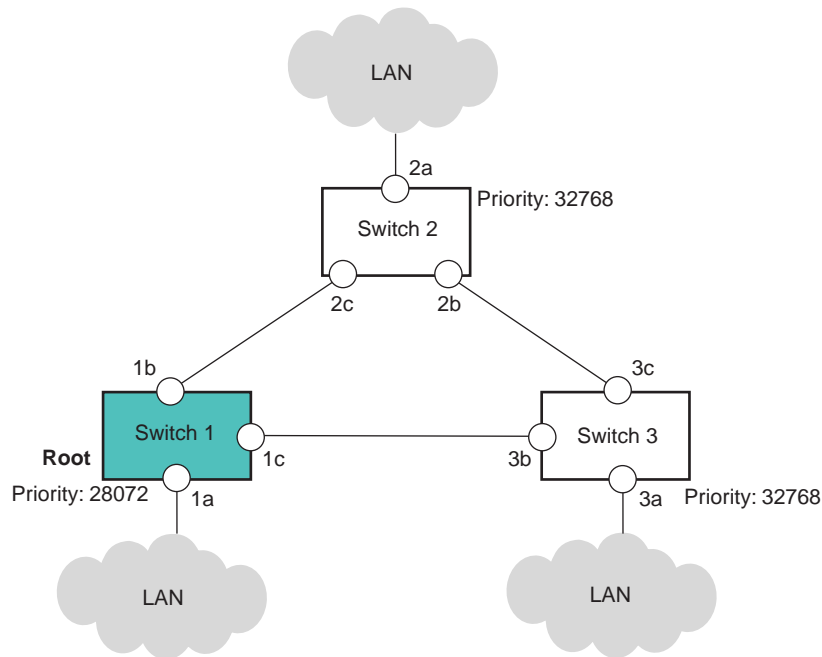 LAN
2a
Priority: 32768
Switch 2
2c
2b
1b
3c
Switch 1
Switch 3
Root
1c
3b
Priority: 28072
1a
3a
Priority: 32768
LAN
LAN